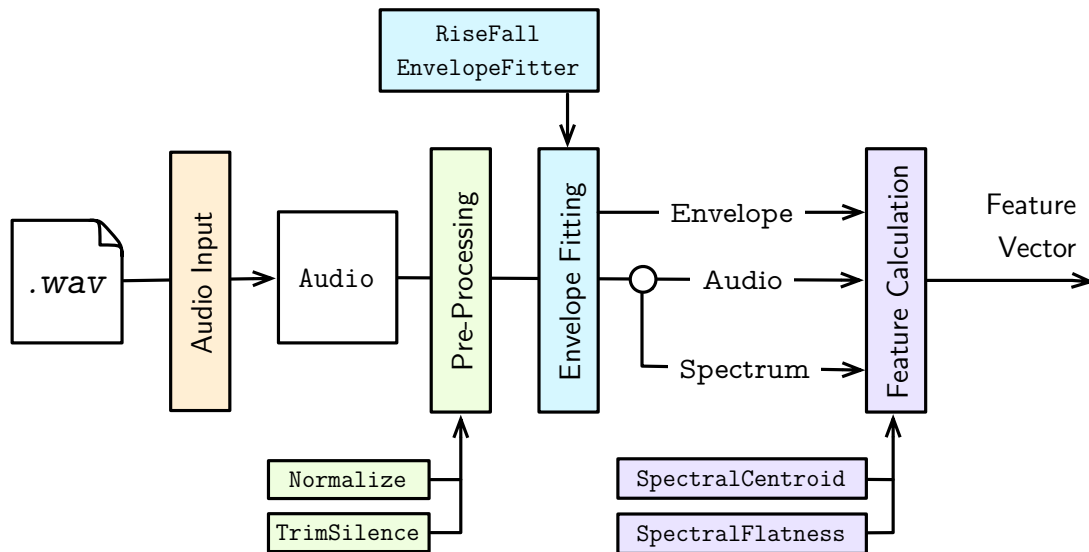 RiseFall
EnvelopeFitter
.wav
Audio Input
Audio
Pre-Processing
Envelope Fitting
Envelope
Audio
Spectrum
Feature Calculation
Feature
Vector
Normalize
TrimSilence
SpectralCentroid
SpectralFlatness